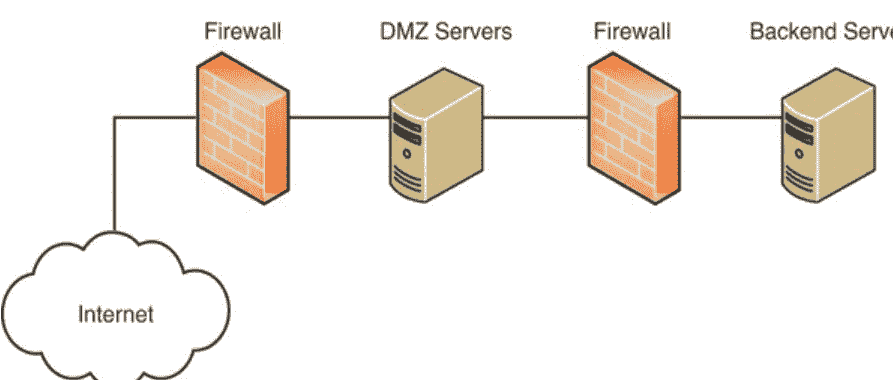 Firewall
DMZ Servers
Firewall
Backend Serve
Internet